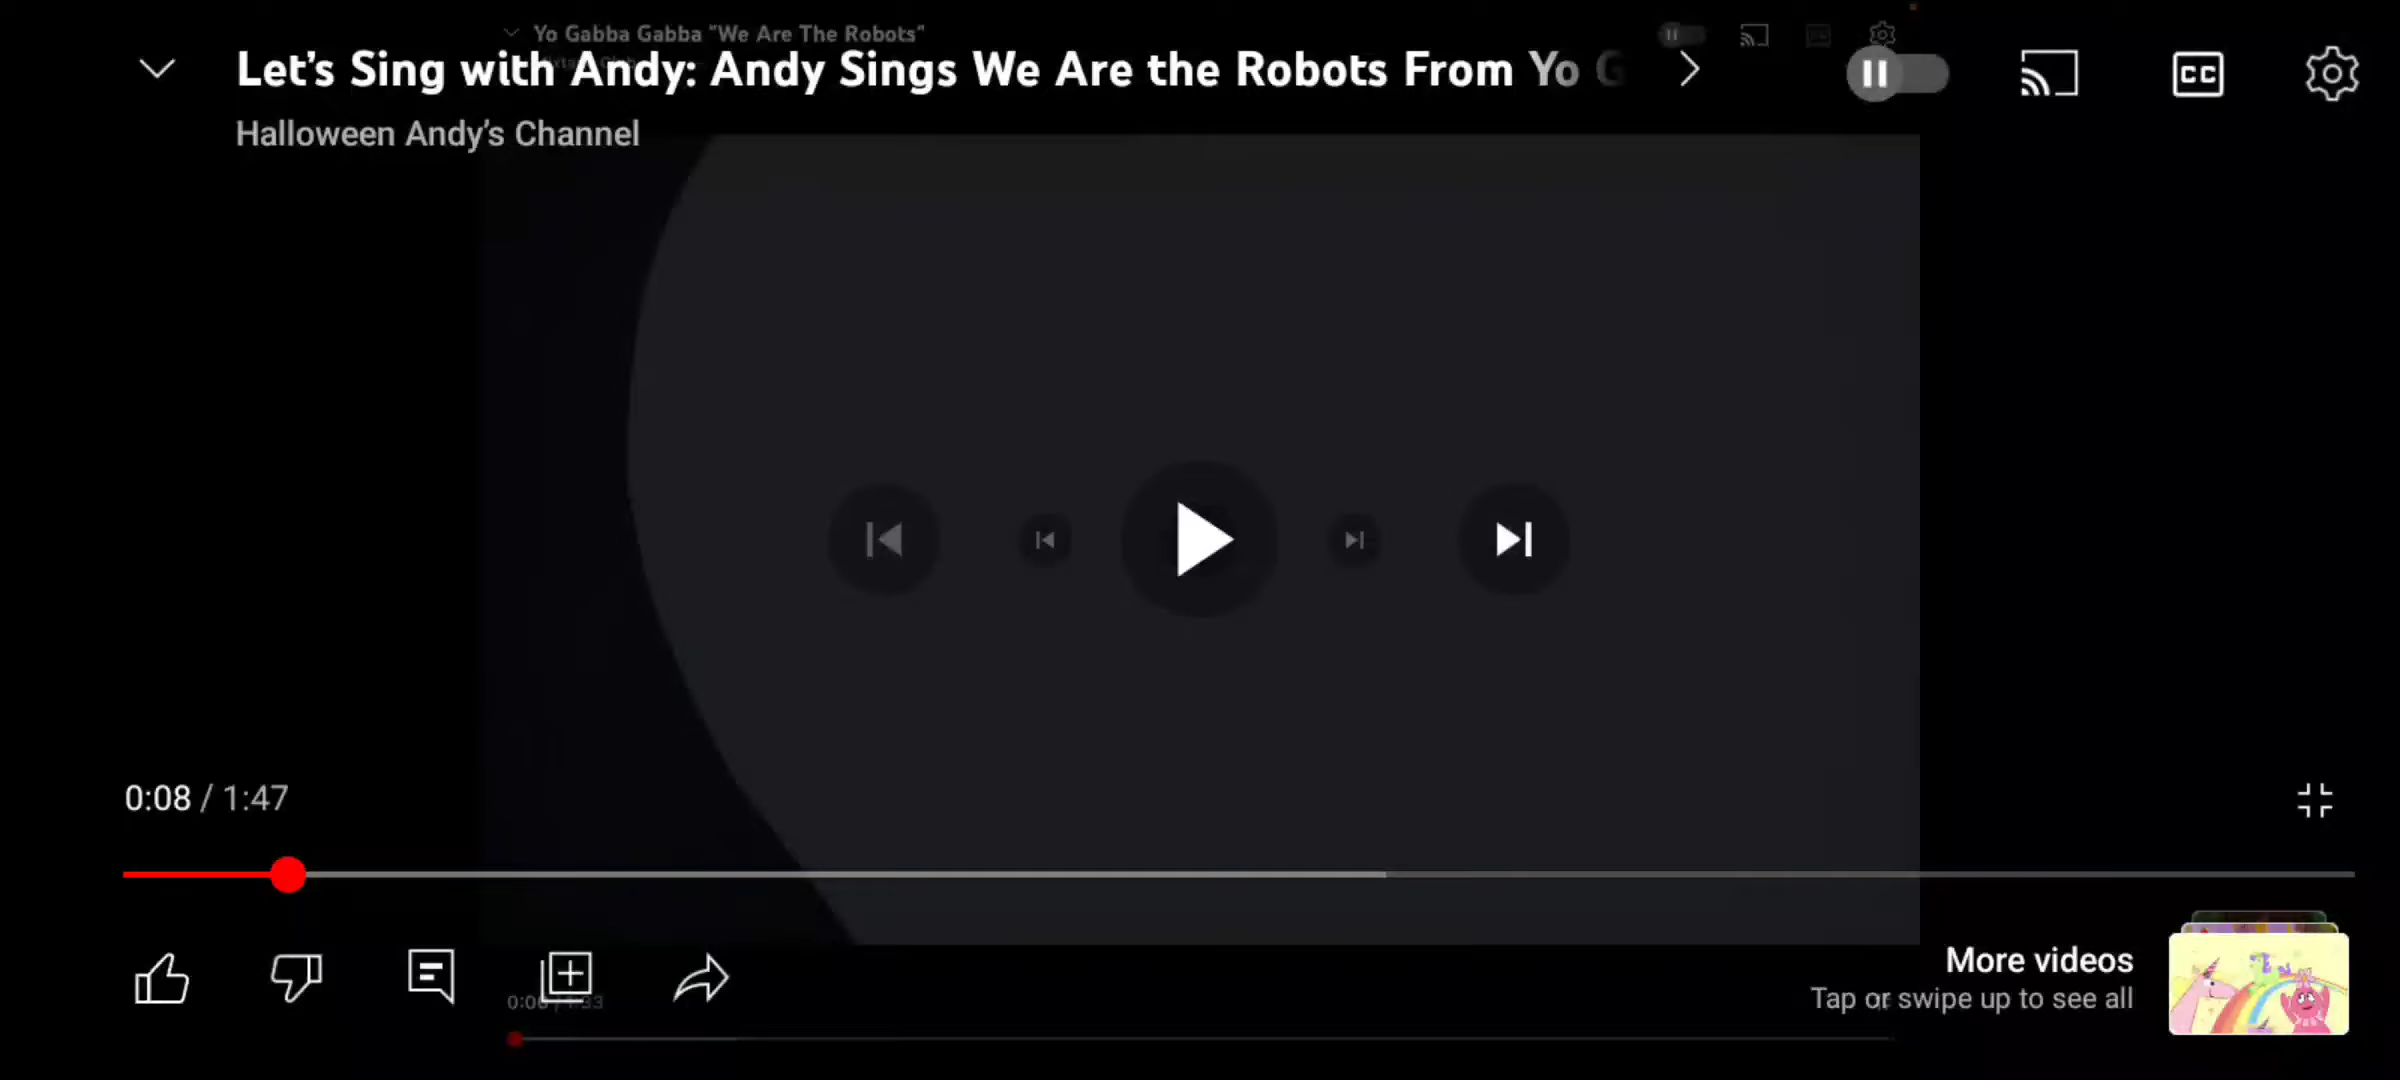 Yo Gabba Gabba "We Are The Robots"
Let's Sing with Andy: Andy Sings We Are the Robots From Yo G
Halloween Andy's Channel
CC
0:08 / 1:47
More videos
Tap or swipe up to see all